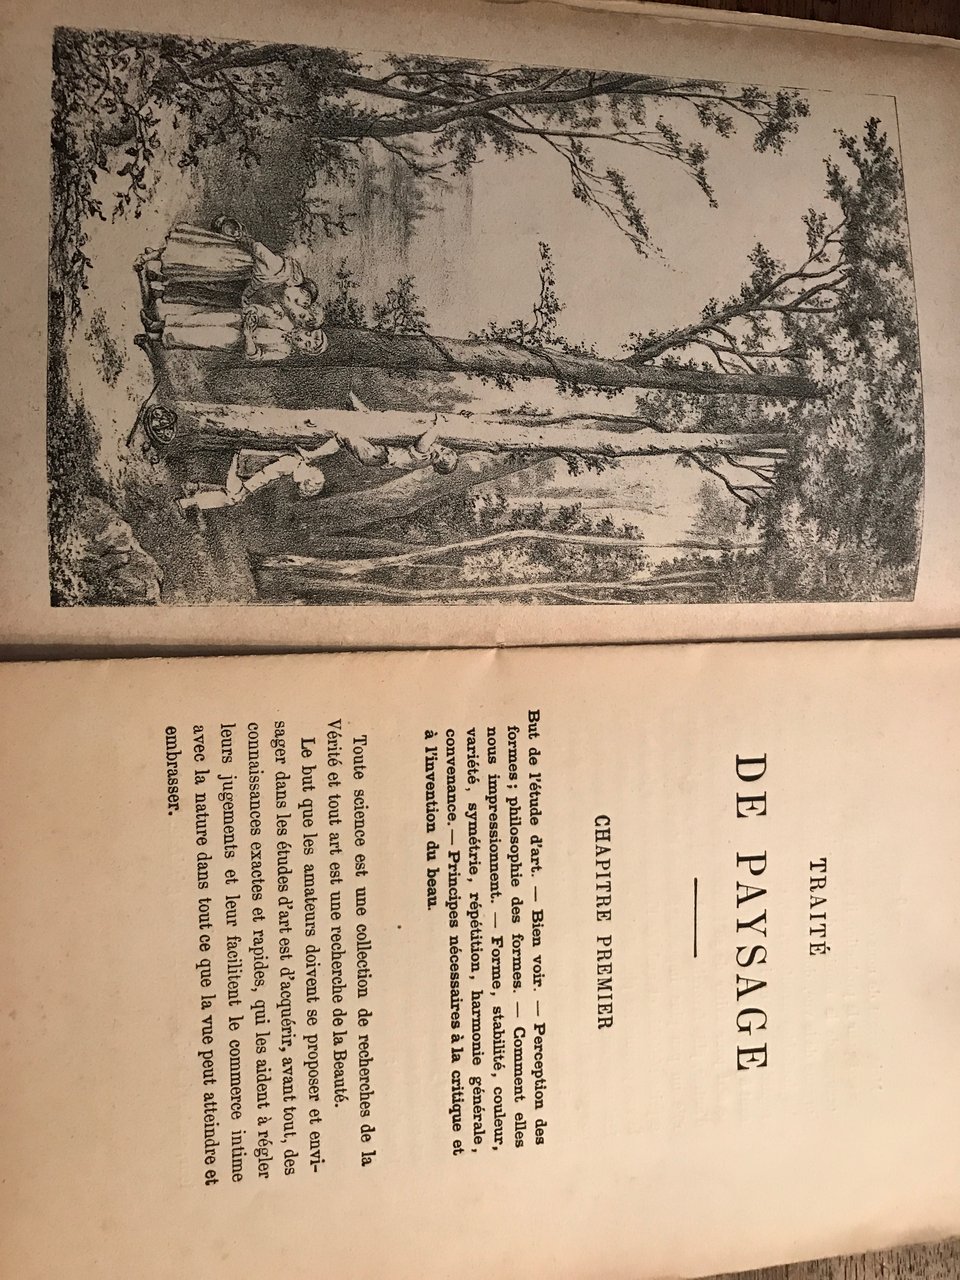 TRAITÉ
DE PAYSAGE
CHAPITRE PREMIER
But de l'étude d'art. — Bien voir. — Perception des
formes ; philosophie des formes. — Comment elles
nous impressionnent. — Forme, stabilité, couleur,
variété, symétrie, répétition, harmonie générale,
convenance. — Principes nécessaires à la critique et
à l'invention du beau.
Toute science est une collection de recherches de la
Vérité et tout art est une recherche de la Beauté.
Le but que les amateurs doivent se proposer et envi-
sager dans les études d'art est d'acquérir, avant tout, des
connaissances exactes et rapides, qui les aident à régler
leurs jugements et leur facilitent le commerce intime
avec la nature dans tout ce que la vue peut atteindre et
embrasser.